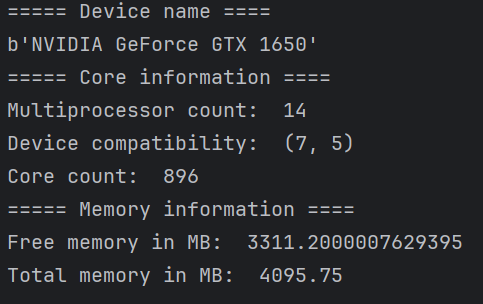 ===== Device name ====
b'NVIDIA GeForce GTX 1650'
===== Core information ====
Multiprocessor count:  14
Device compatibility:  (7, 5)
Core count:  896
===== Memory information ====
Free memory in MB:  3311.2000007629395
Total memory in MB:  4095.75